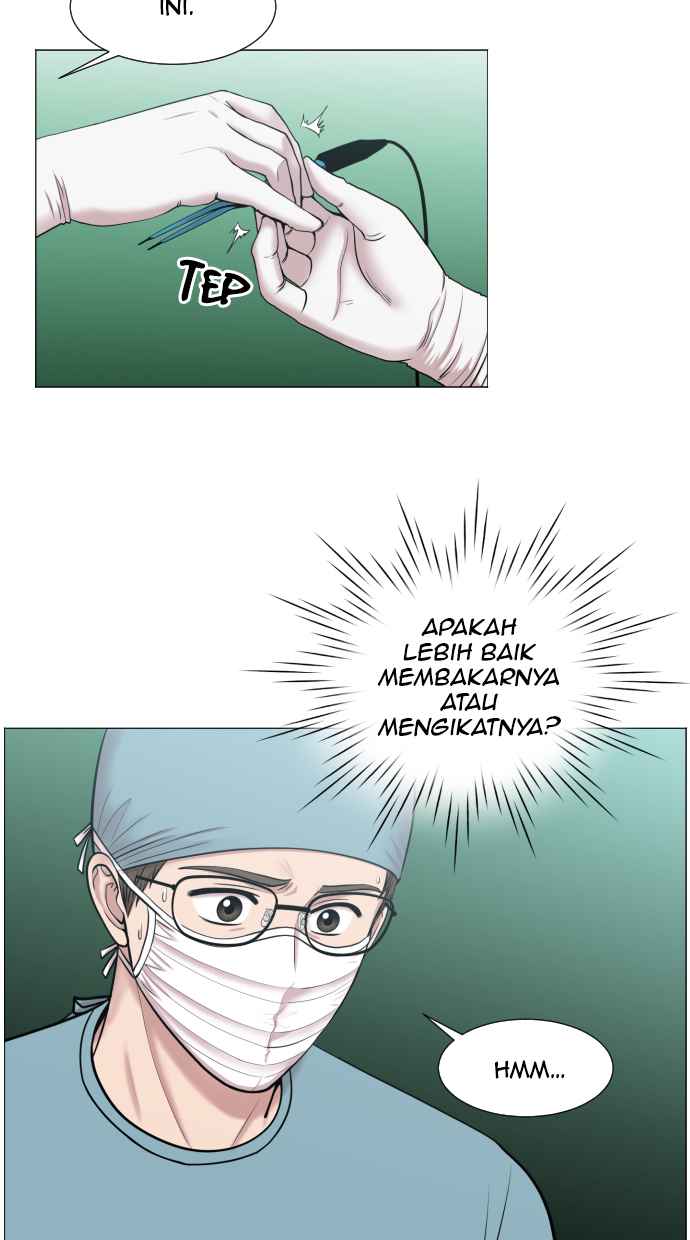 INI.
TEP
APAKAH
LEBIH BAIK
MEMBAKARNYA
ATAU
MENGIKATNYA?
HMM...